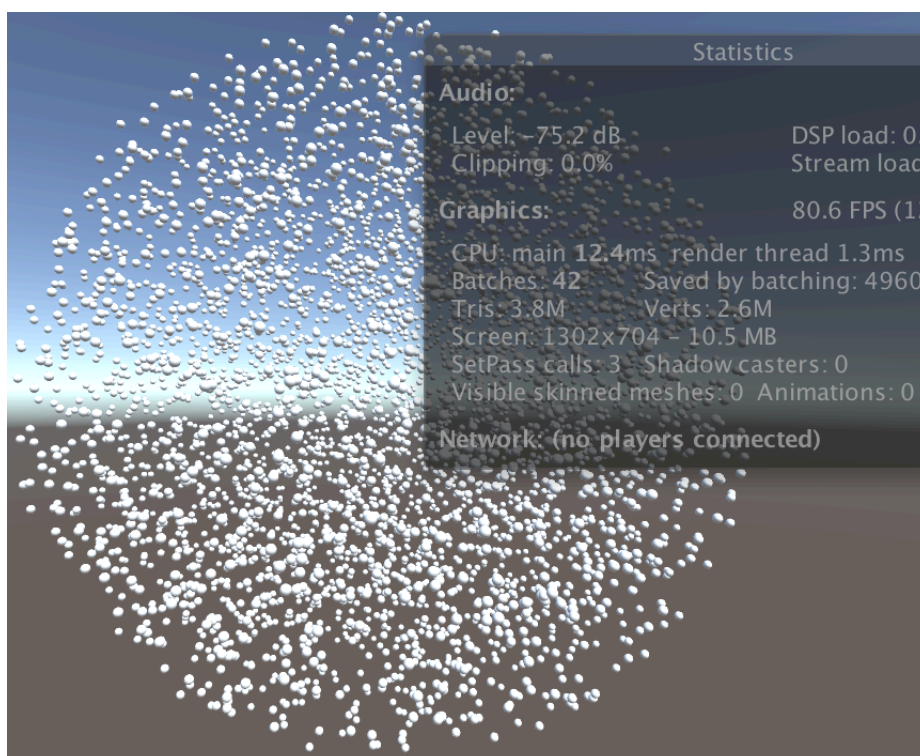 Statistics
Audio:
Level: -75.2 dB DSP load: 0.
Clipping: 0.0% Stream load
Graphics: 80.6 FPS (1
CPU: main 12.4ms render thread 1.3ms
Batches: 42 Saved by batching: 4960
Tris: 3.8M Verts: 2.6M
Screen: 1302x704 - 10.5 MB
SetPass calls: 3 Shadow casters: 0
Visible skinned meshes: 0 Animations: 0
Network: (no players connected)